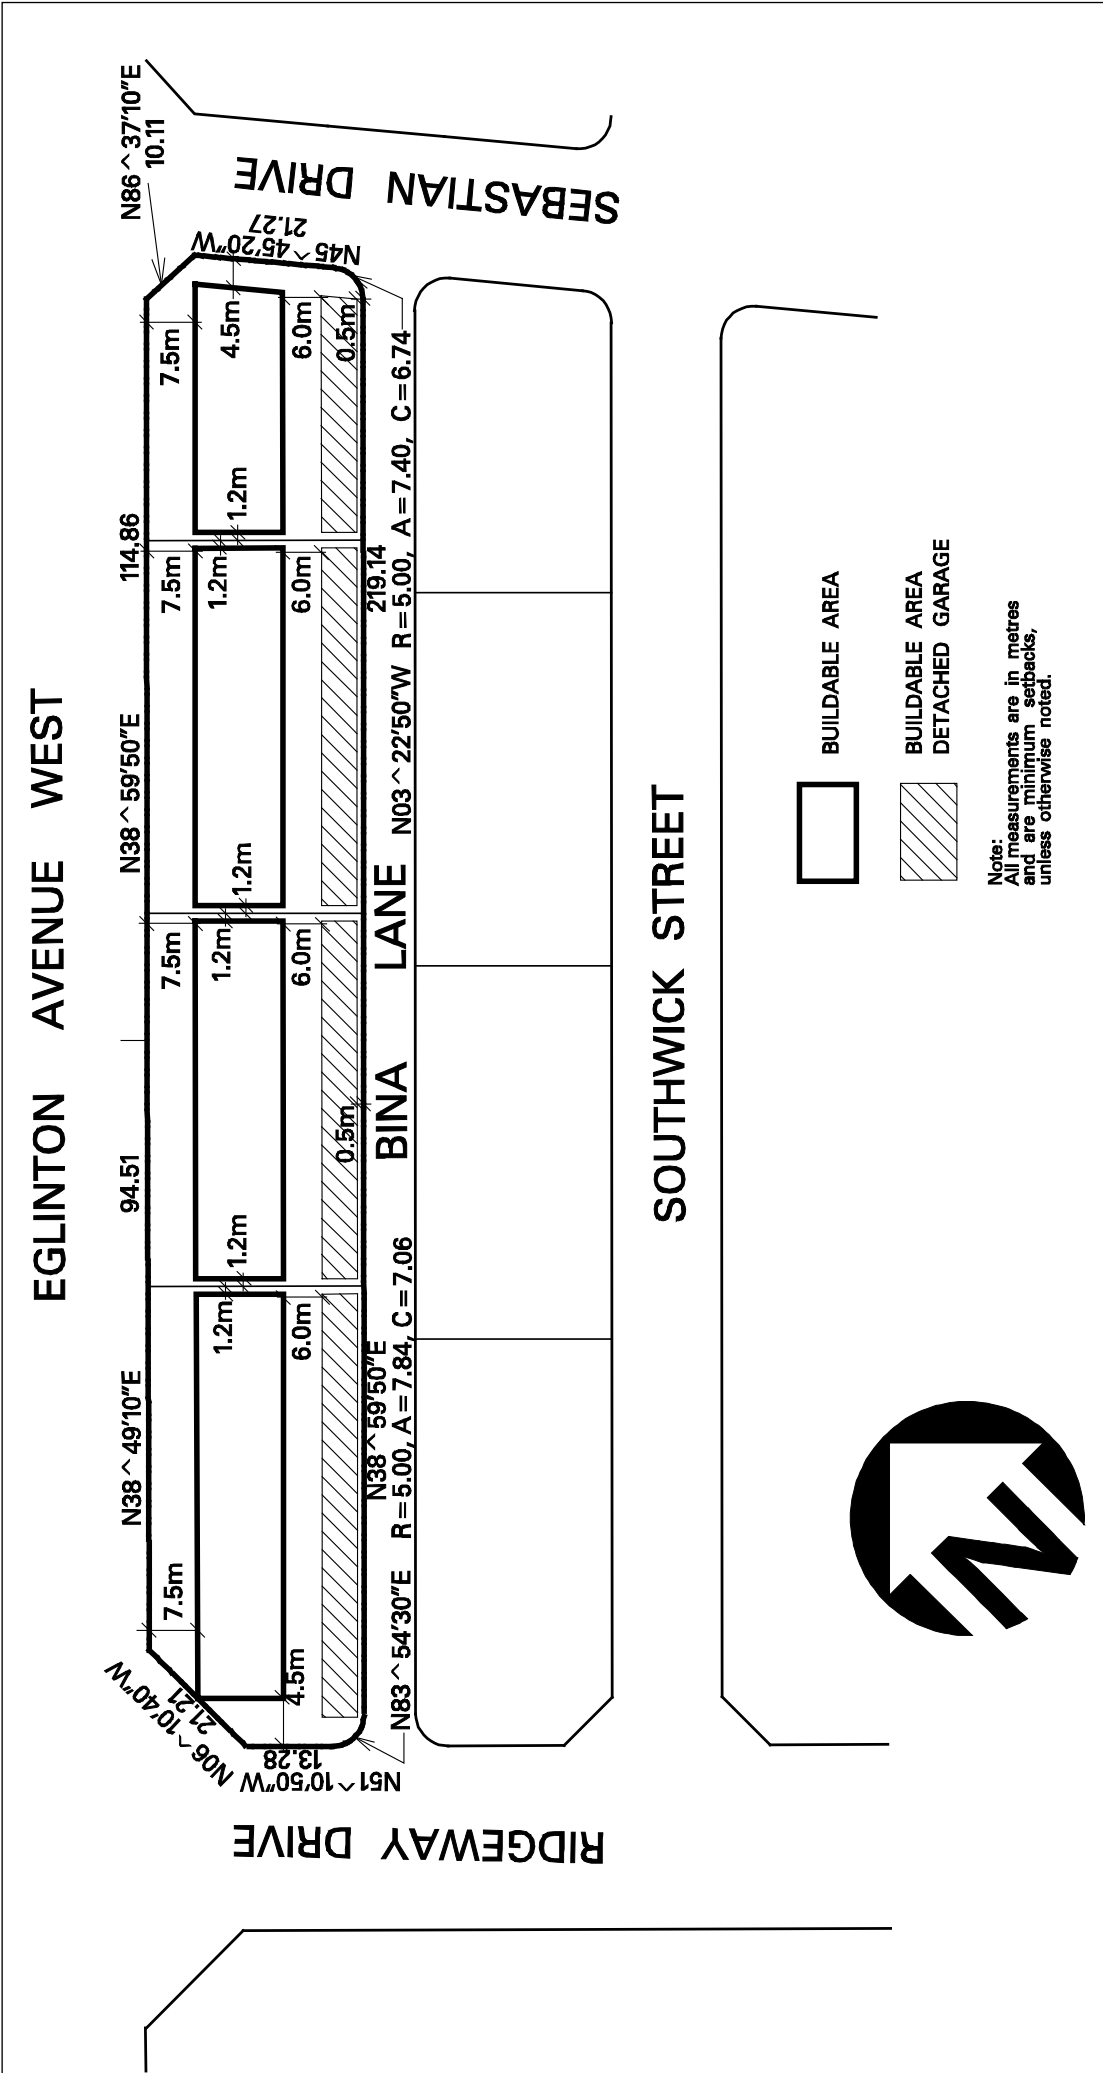 EGLINTON AVENUE WEST
N38^49'10"E
94.51
N38^59'50"E
114.86
N86^37'10"E
10.11
7.5m
7.5m
7.5m
7.5m
N06^10'40"W
21.21
1.2m
1.2m
1.2m
1.2m
1.2m
1.2m
4.5m
N45^45'20"W
21.27
SEBASTIAN DRIVE
4.5m
6.0m
6.0m
6.0m
6.0m
0.5m
0.5m
N51^10'50"W
13.28
RIDGEWAY DRIVE
N38^59'50"E
219.14
BINA LANE
N83^54'30"E R=5.00, A=7.84, C=7.06
N03^22'50"W R=5.00, A=7.40, C=6.74
SOUTHWICK STREET
BUILDABLE AREA
BUILDABLE AREA
DETACHED GARAGE
Note:
All measurements are in metres
and are minimum setbacks,
unless otherwise noted.
N